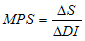 MPS = ΔS / ΔDI